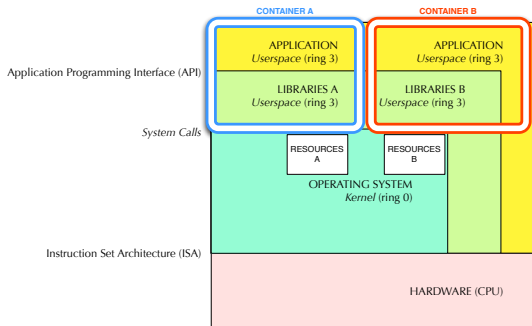 CONTAINER A
CONTAINER B
APPLICATION
Userspace (ring 3)
APPLICATION
Userspace (ring 3)
Application Programming Interface (API)
LIBRARIES A
Userspace (ring 3)
LIBRARIES B
Userspace (ring 3)
System Calls
RESOURCES
A
RESOURCES
B
OPERATING SYSTEM
Kernel (ring 0)
Instruction Set Architecture (ISA)
HARDWARE (CPU)